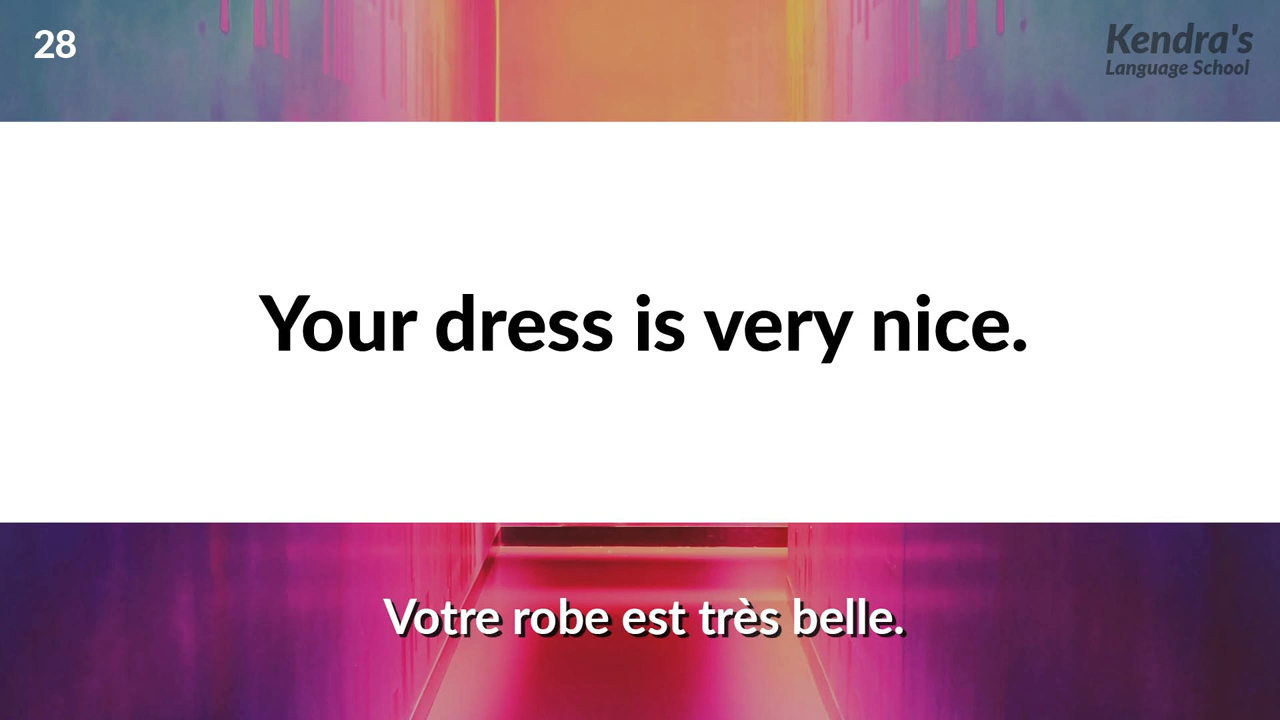 28
Kendra's
Language School
Your dress is very nice.
Votre robe est très belle.